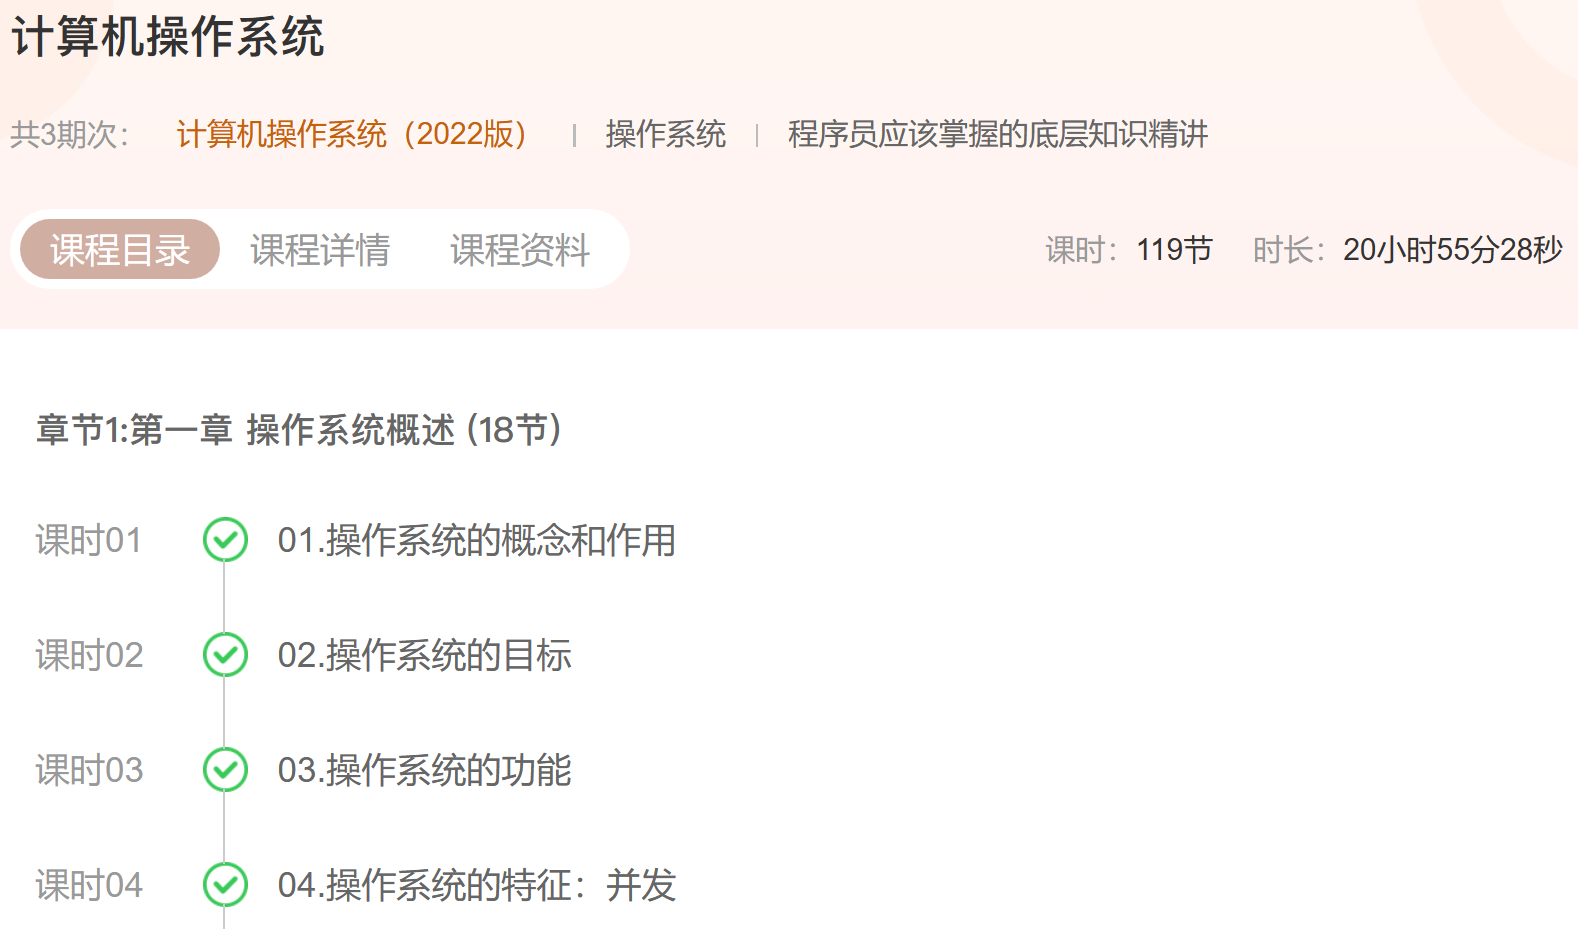 计算机操作系统
共3期次： 计算机操作系统（2022版） | 操作系统 | 程序员应该掌握的底层知识精讲
课程目录 课程详情 课程资料 课时：119节 时长：20小时55分28秒
章节1:第一章 操作系统概述 (18节)
课时01 01.操作系统的概念和作用
课时02 02.操作系统的目标
课时03 03.操作系统的功能
课时04 04.操作系统的特征：并发